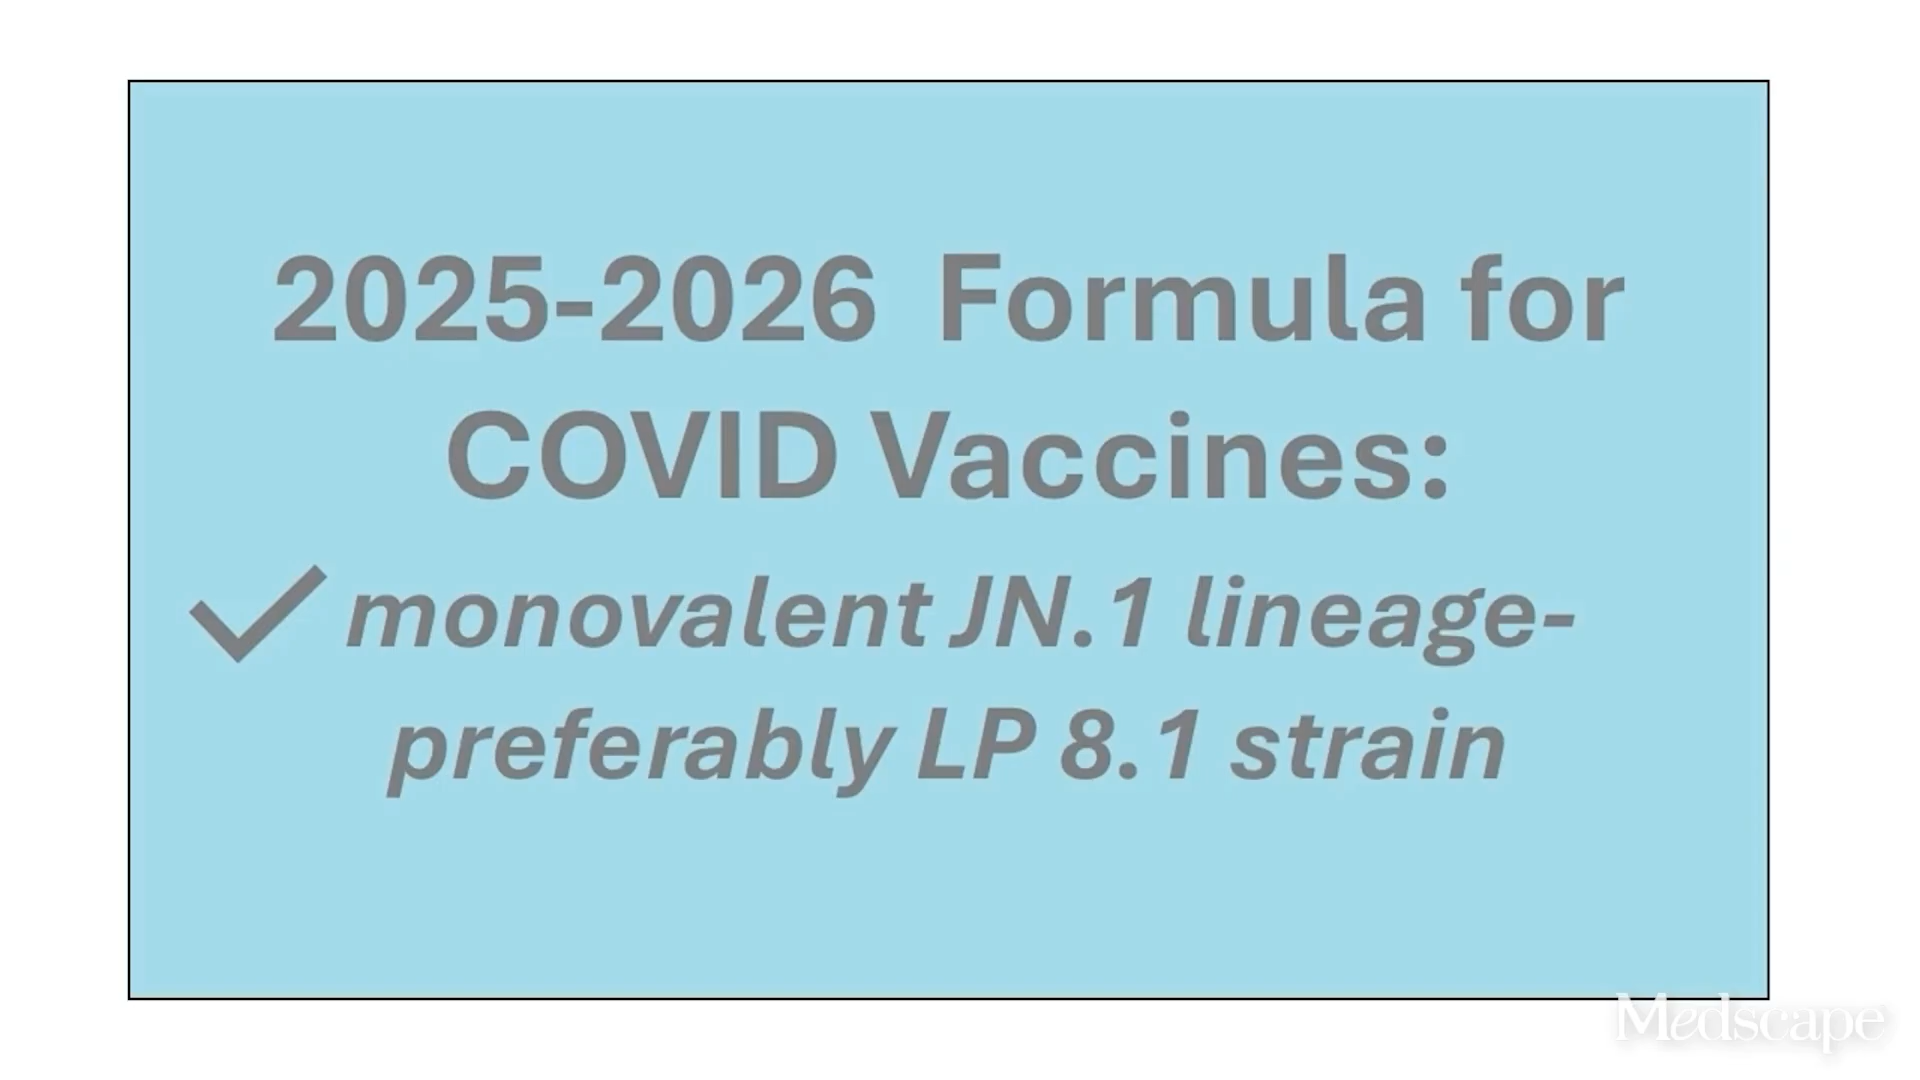 2025-2026 Formula for
COVID Vaccines:
✓ monovalent JN.1 lineage-
preferably LP 8.1 strain
Medscape